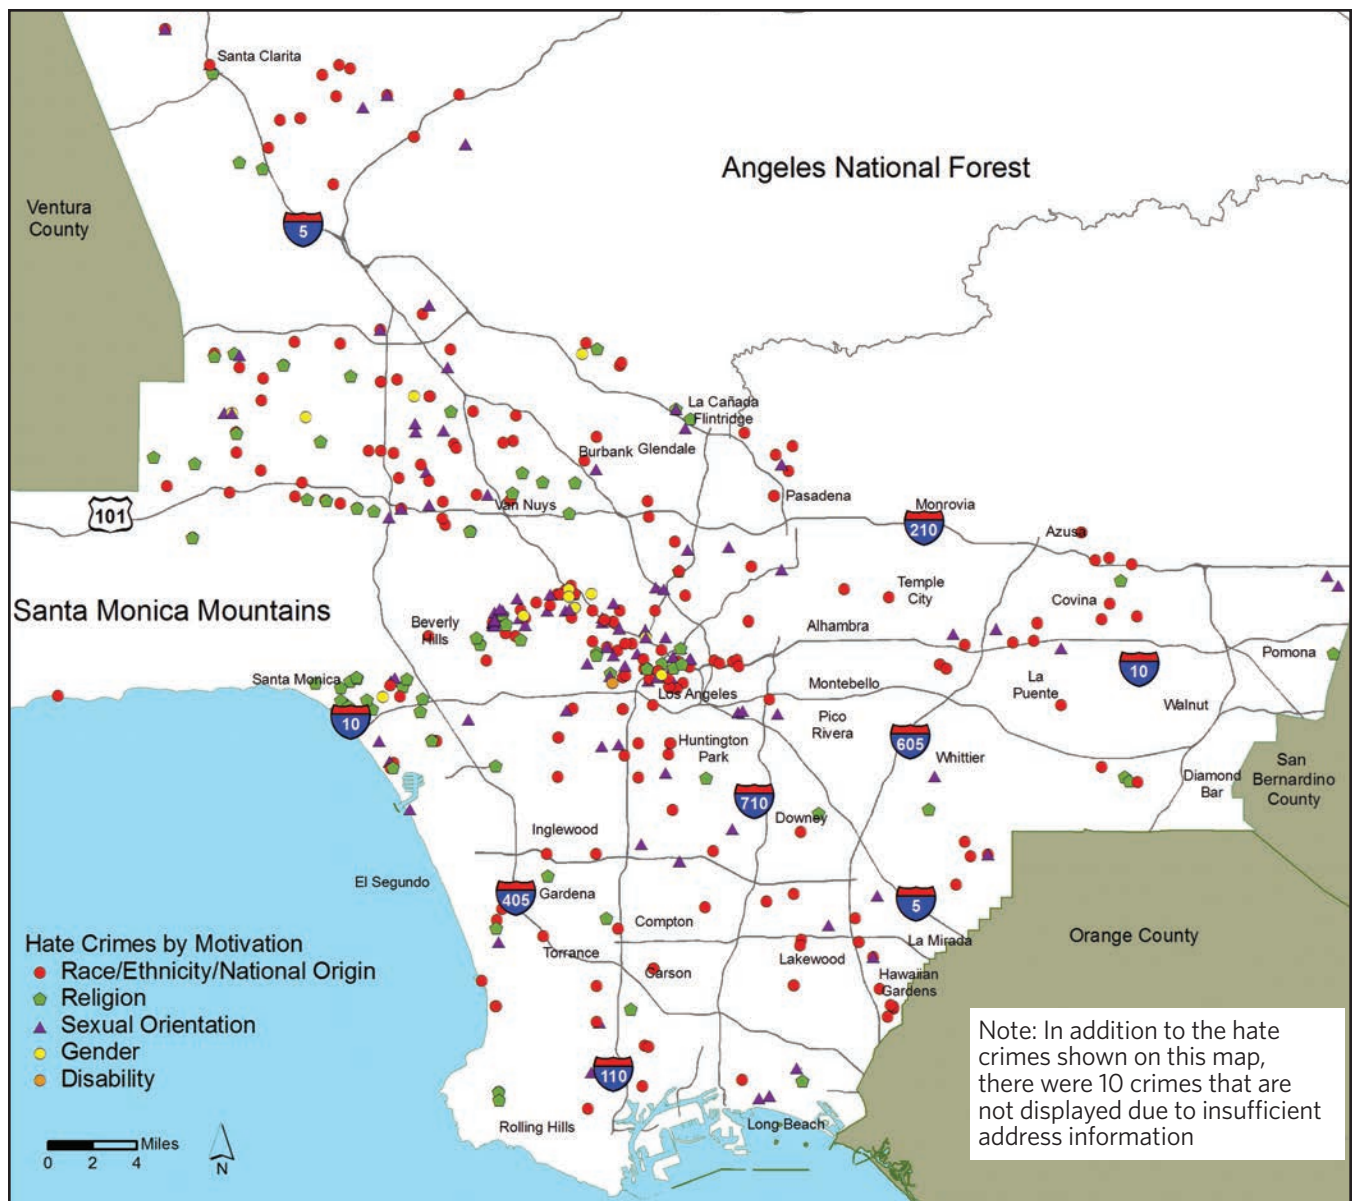 Santa Clarita
Angeles National Forest
Ventura
County
5
La Cañada
Flintridge
Burbank
Glendale
Pasadena
Van Nuys
101
Monrovia
210
Azusa
Santa Monica Mountains
Temple
City
Covina
Beverly
Hills
Alhambra
Pomona
10
Santa Monica
Los Angeles
Montebello
La
Puente
Walnut
10
Pico
Rivera
605
Huntington
Park
Whittier
San
Bernardino
County
Diamond
Bar
710
Downey
Inglewood
El Segundo
405
Gardena
5
Compton
La Mirada
Orange County
Torrance
Lakewood
Carson
Hawaiian
Gardens
Hate Crimes by Motivation
Race/Ethnicity/National Origin
Religion
Sexual Orientation
Gender
Disability
110
Rolling Hills
Long Beach
Miles
0 2 4
N
Note: In addition to the hate
crimes shown on this map,
there were 10 crimes that are
not displayed due to insufficient
address information